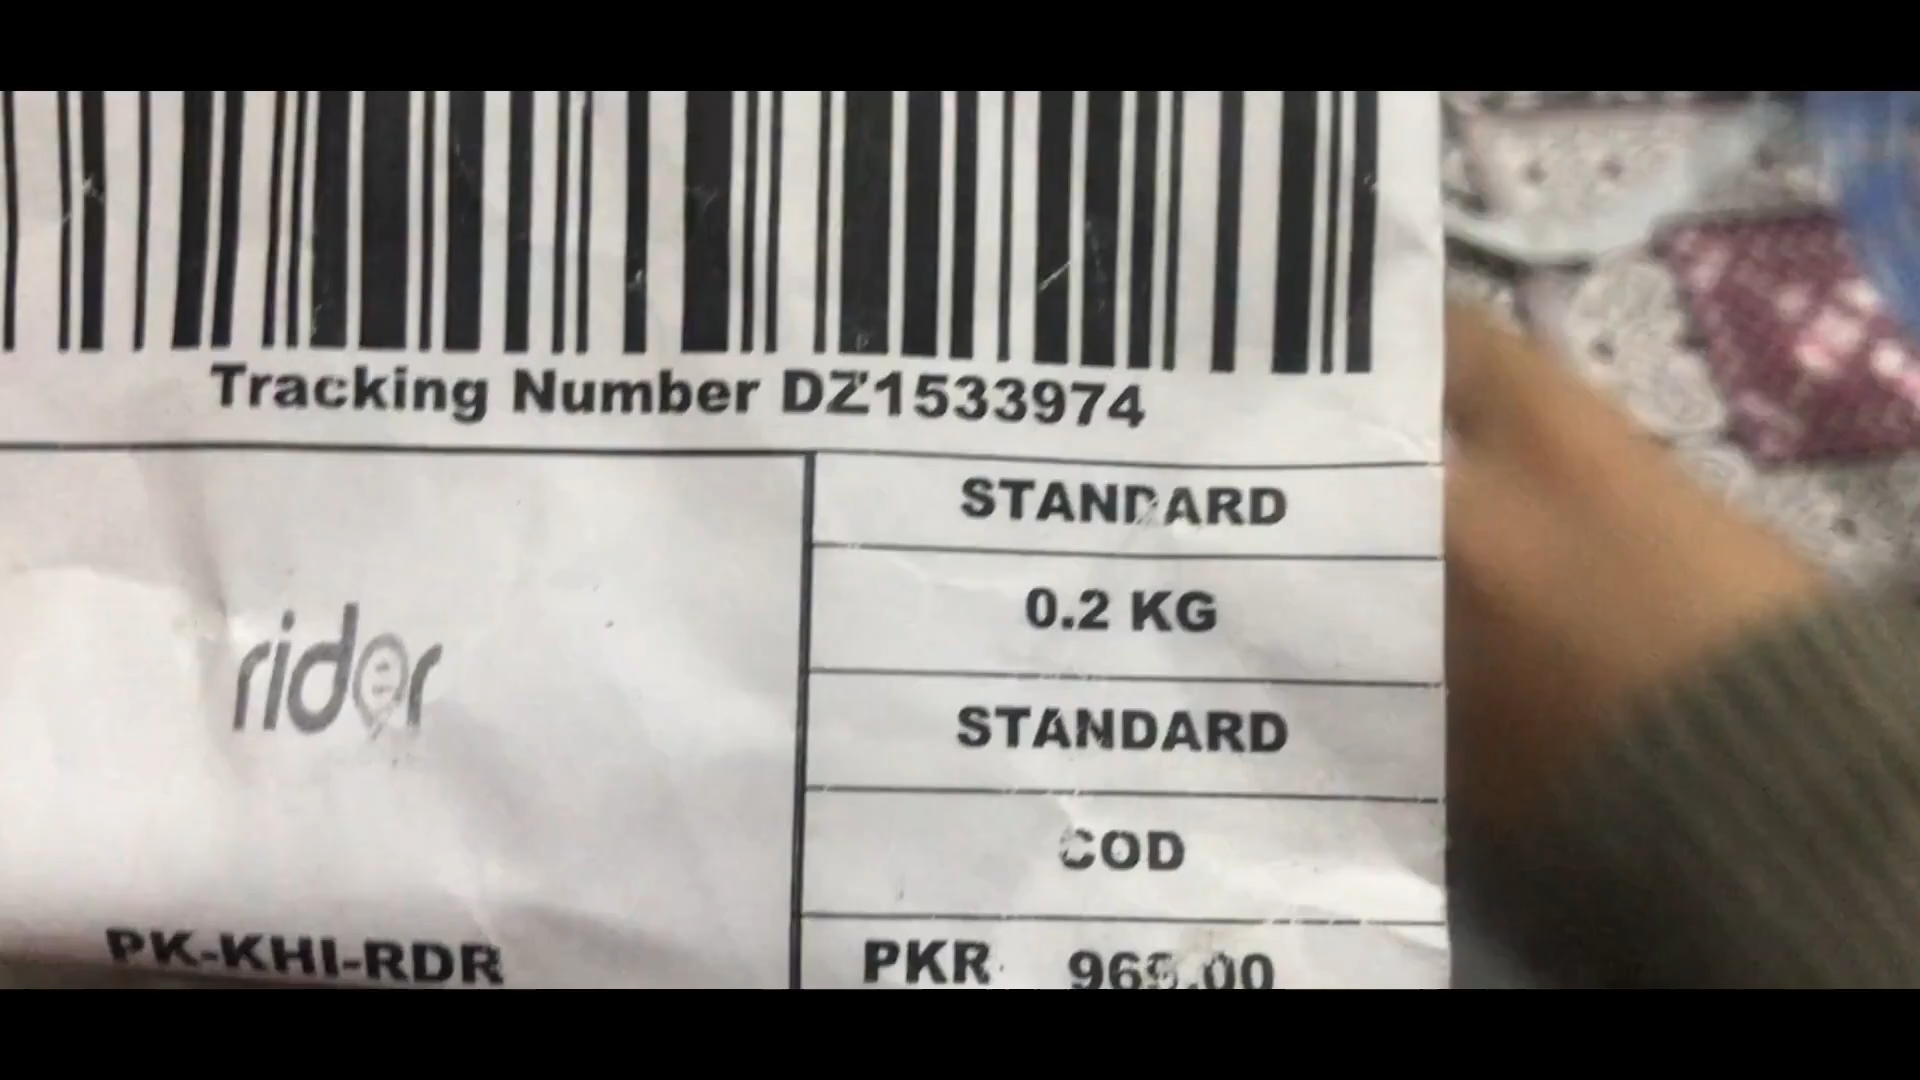 Tracking Number DZ1533974
STANDARD
0.2 KG
rider
STANDARD
COD
PK-KHI-RDR
PKR